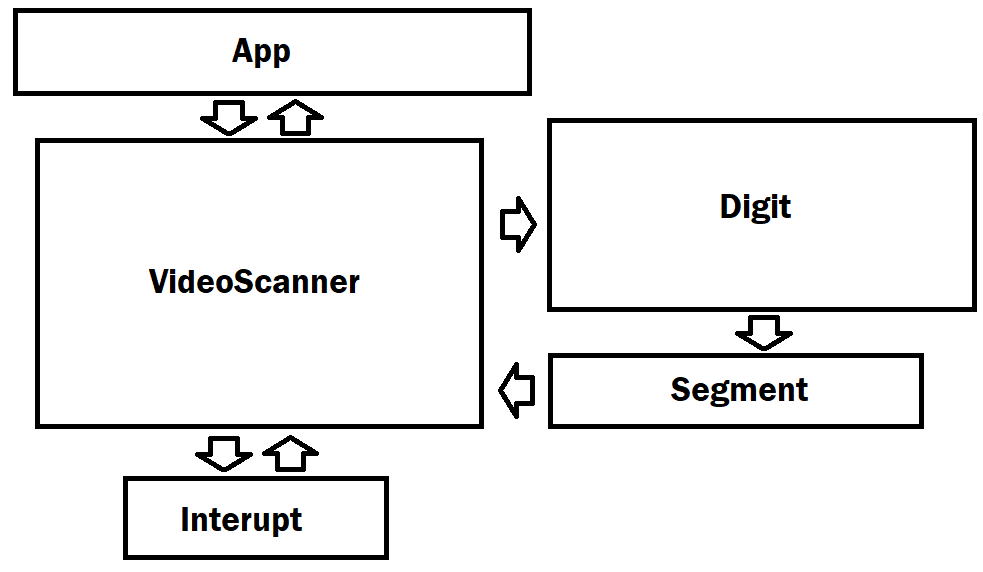 App
Digit
VideoScanner
Segment
Interupt